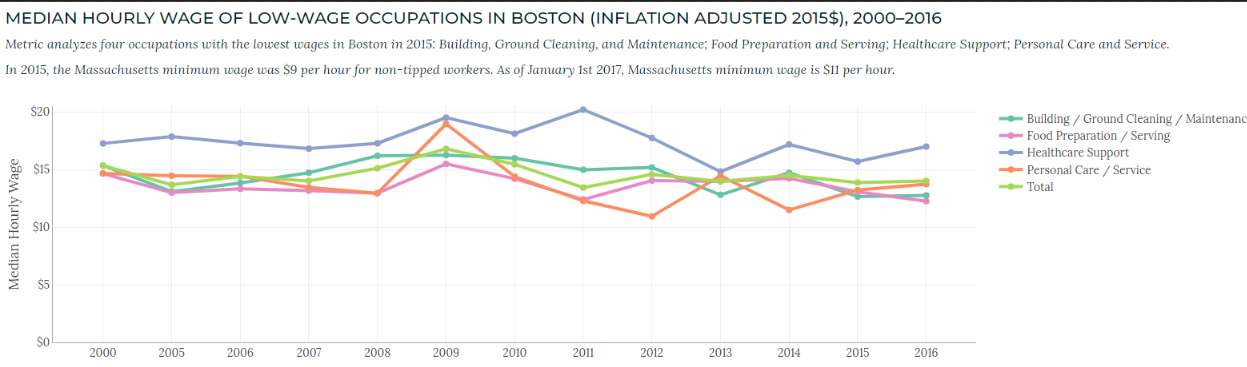 MEDIAN HOURLY WAGE OF LOW-WAGE OCCUPATIONS IN BOSTON (INFLATION ADJUSTED 2015$), 2000–2016
Metric analyzes four occupations with the lowest wages in Boston in 2015: Building, Ground Cleaning, and Maintenance; Food Preparation and Serving; Healthcare Support; Personal Care and Service.
In 2015, the Massachusetts minimum wage was $9 per hour for non-tipped workers. As of January 1st 2017, Massachusetts minimum wage is $11 per hour.
Median Hourly Wage
$20
$15
$10
$5
$0
2000 2005 2006 2007 2008 2009 2010 2011 2012 2013 2014 2015 2016
Building / Ground Cleaning / Maintenanc
Food Preparation / Serving
Healthcare Support
Personal Care / Service
Total